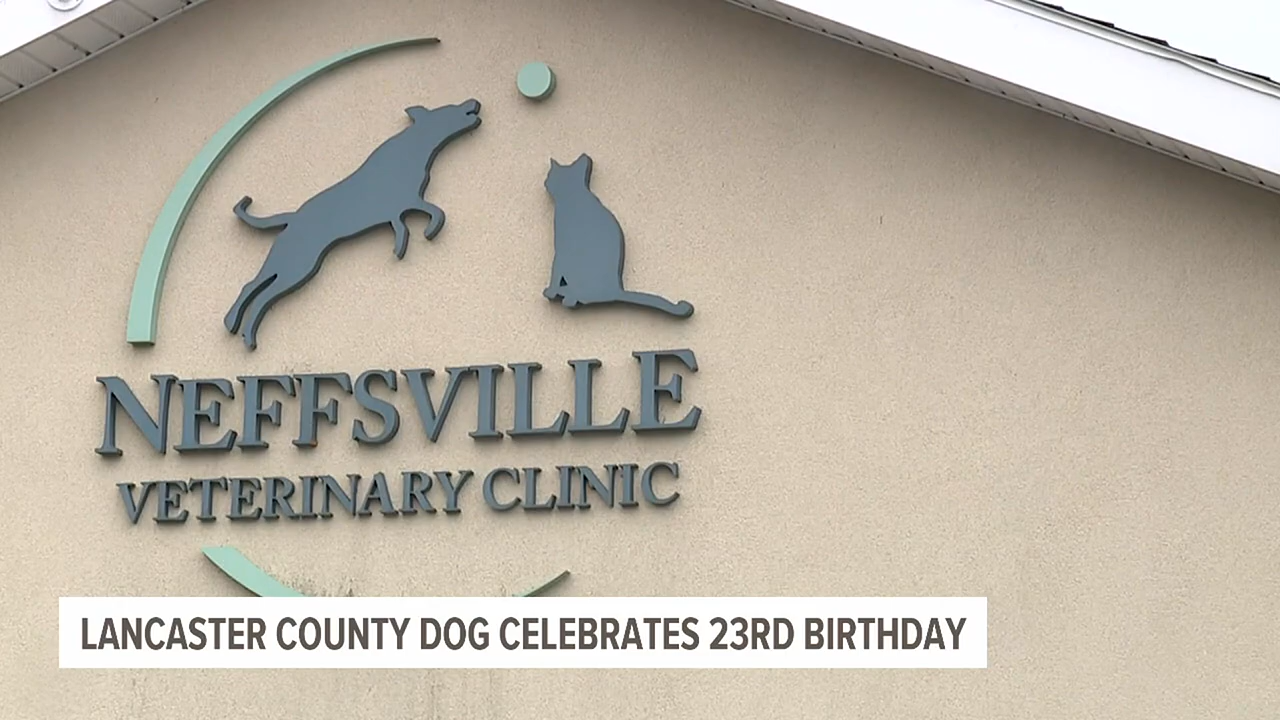 NEFFSVILLE
VETERINARY CLINIC
LANCASTER COUNTY DOG CELEBRATES 23RD BIRTHDAY